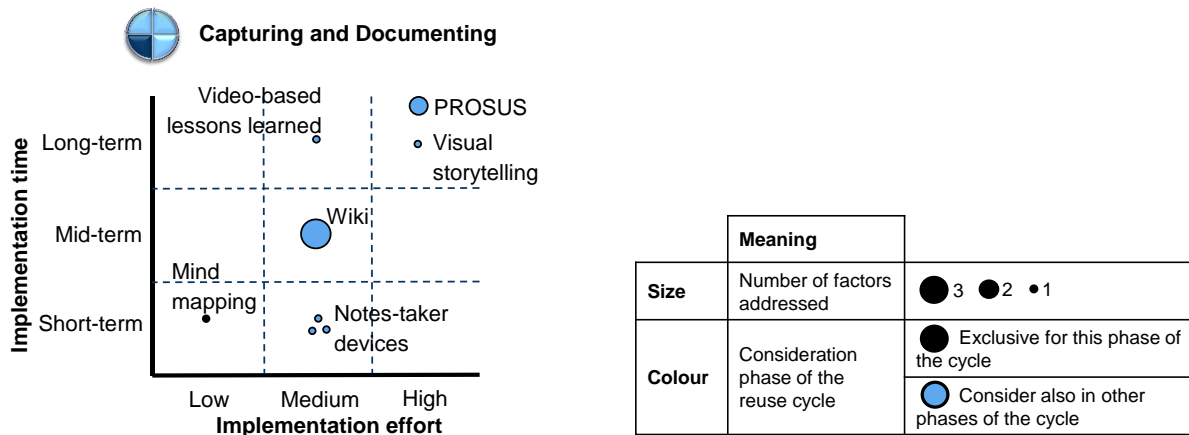 Capturing and Documenting
Implementation time
Long-term
Mid-term
Short-term
Video-based
lessons learned
PROSUS
Visual
storytelling
Wiki
Mind
mapping
Notes-taker
devices
Low
Medium
High
Implementation effort
Meaning
Size
Number of factors
addressed
3 2 1
Colour
Consideration
phase of the
reuse cycle
Exclusive for this phase of
the cycle
Consider also in other
phases of the cycle